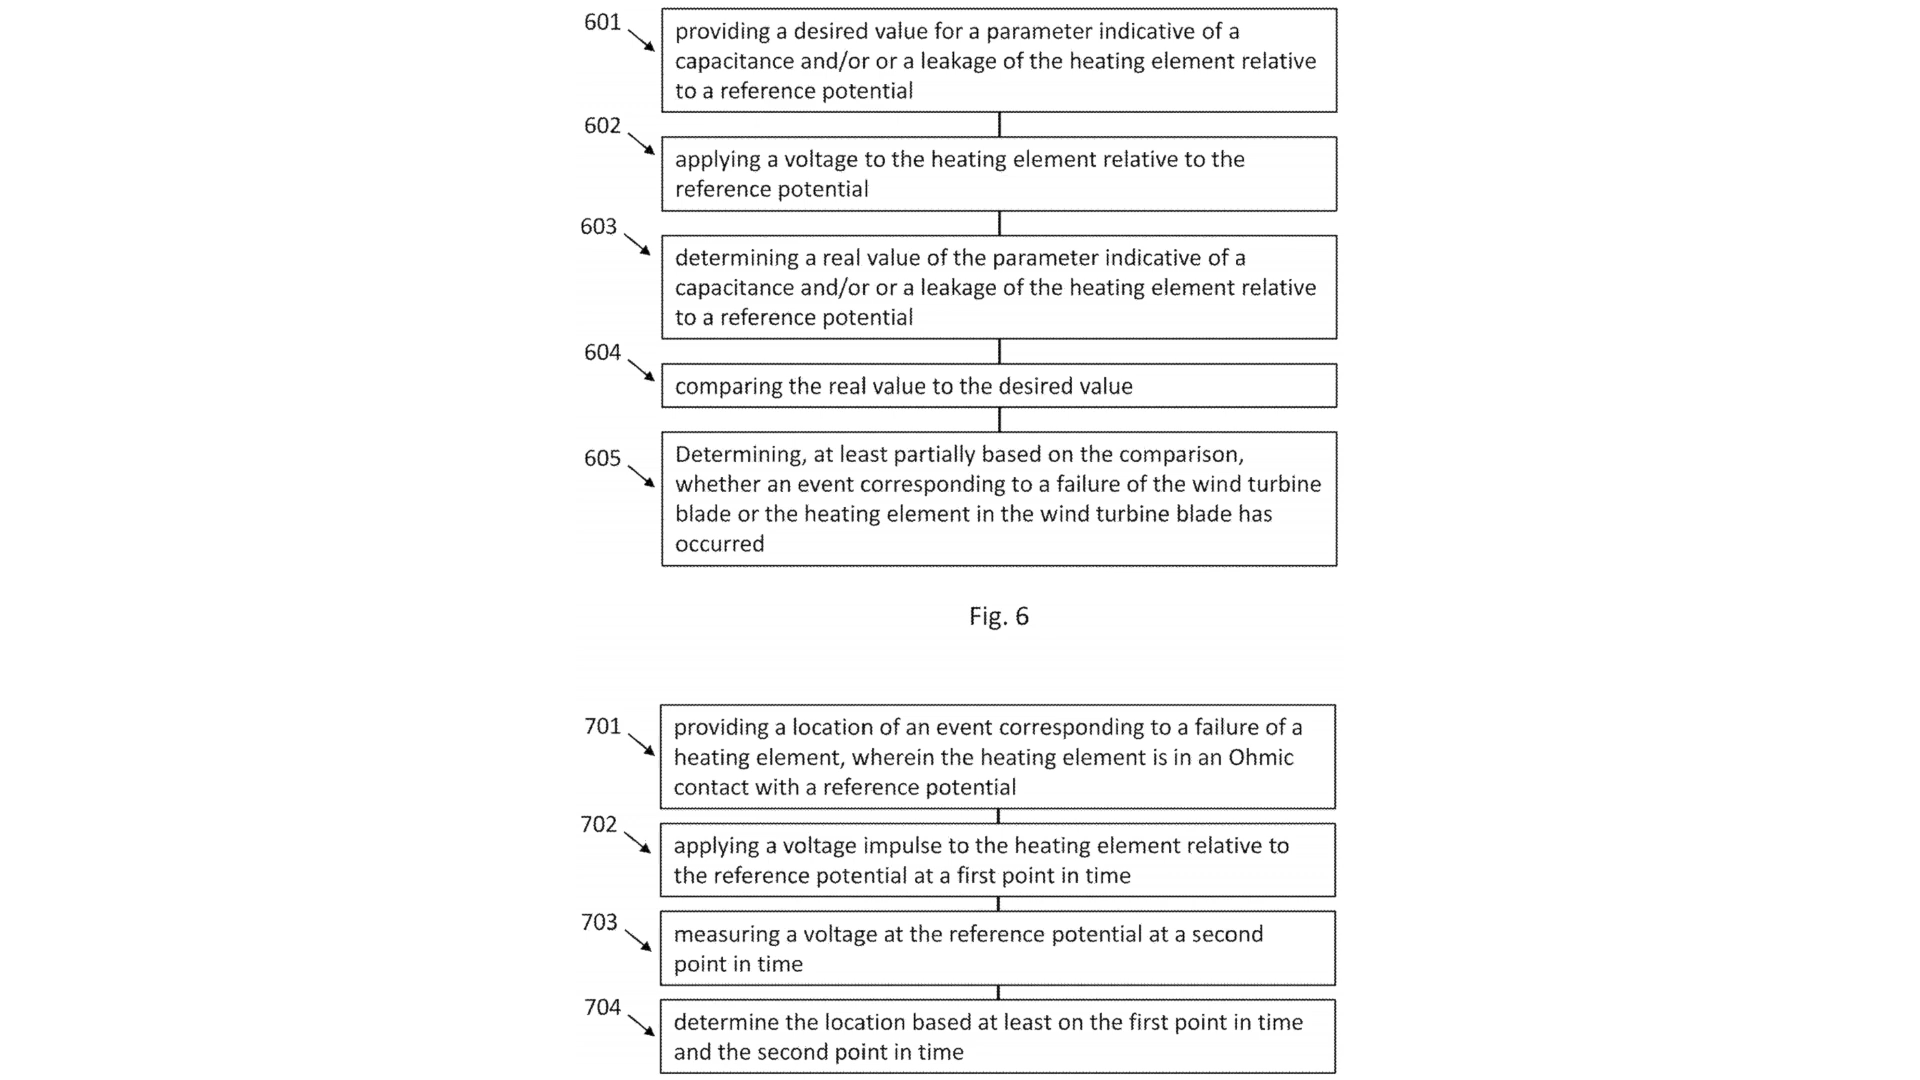 601
providing a desired value for a parameter indicative of a
capacitance and/or or a leakage of the heating element relative
to a reference potential
602
applying a voltage to the heating element relative to the
reference potential
603
determining a real value of the parameter indicative of a
capacitance and/or or a leakage of the heating element relative
to a reference potential
604
comparing the real value to the desired value
605
Determining, at least partially based on the comparison,
whether an event corresponding to a failure of the wind turbine
blade or the heating element in the wind turbine blade has
occurred
Fig. 6
701
providing a location of an event corresponding to a failure of a
heating element, wherein the heating element is in an Ohmic
contact with a reference potential
702
applying a voltage impulse to the heating element relative to
the reference potential at a first point in time
703
measuring a voltage at the reference potential at a second
point in time
704
determine the location based at least on the first point in time
and the second point in time